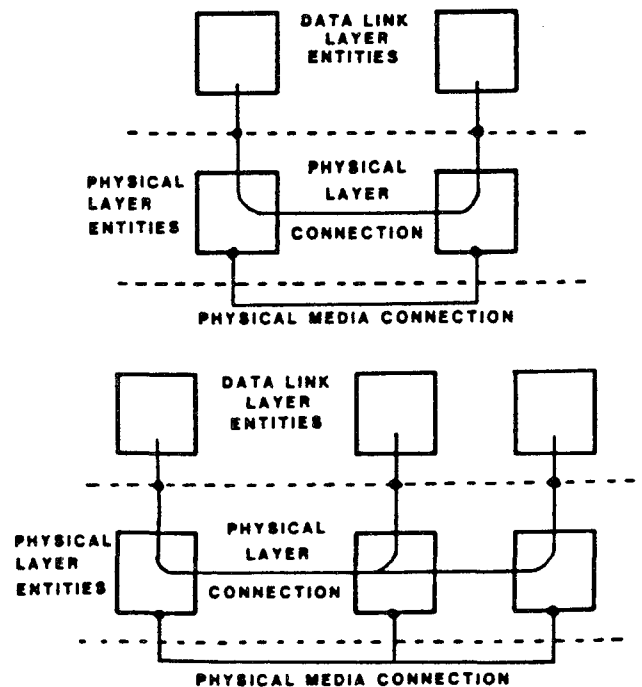 DATA LINK
LAYER
ENTITIES
PHYSICAL
LAYER
ENTITIES
PHYSICAL
LAYER
CONNECTION
PHYSICAL MEDIA CONNECTION
DATA LINK
LAYER
ENTITIES
PHYSICAL
LAYER
ENTITIES
PHYSICAL
LAYER
CONNECTION
PHYSICAL MEDIA CONNECTION